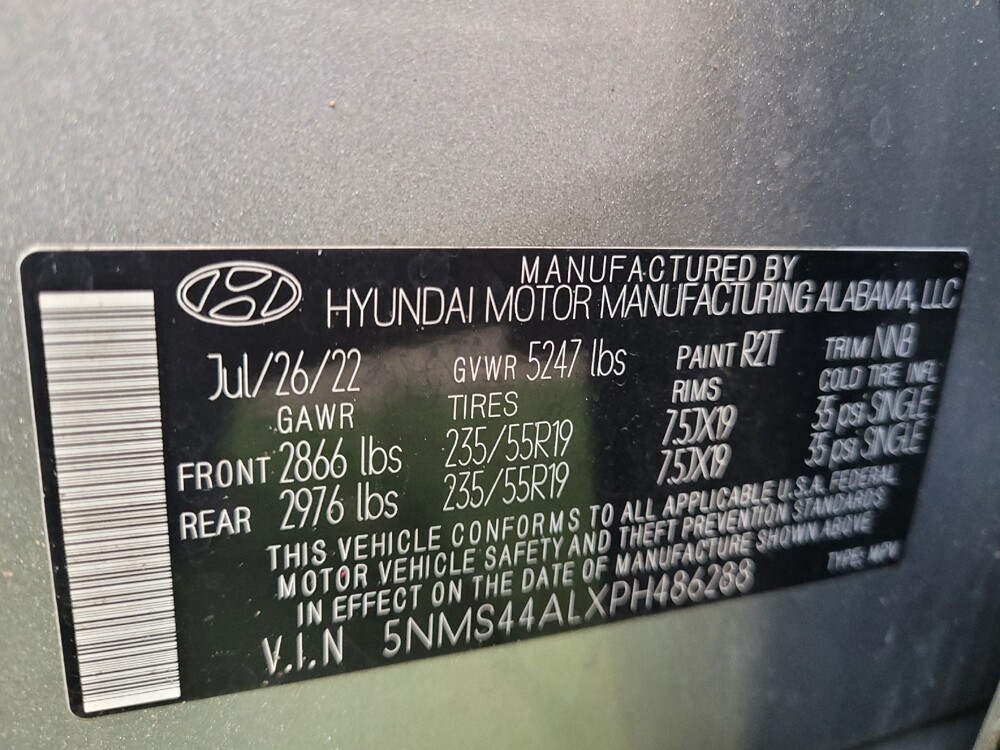 MANUFACTURED BY
HYUNDAI MOTOR MANUFACTURING ALABAMA, LLC
Jul/26/22 GVWR 5247 lbs PAINT R2T TRIM NNB
GAWR TIRES RIMS COLD TIRE INFL
FRONT 2866 lbs 235/55R19 7.5JX19 35 psi SINGLE
REAR 2976 lbs 235/55R19 7.5JX19 35 psi SINGLE
THIS VEHICLE CONFORMS TO ALL APPLICABLE U.S.A. FEDERAL
MOTOR VEHICLE SAFETY AND THEFT PREVENTION STANDARDS
IN EFFECT ON THE DATE OF MANUFACTURE SHOWN ABOVE
V.I.N 5NMS44ALXPH486288 TYPE: MPV